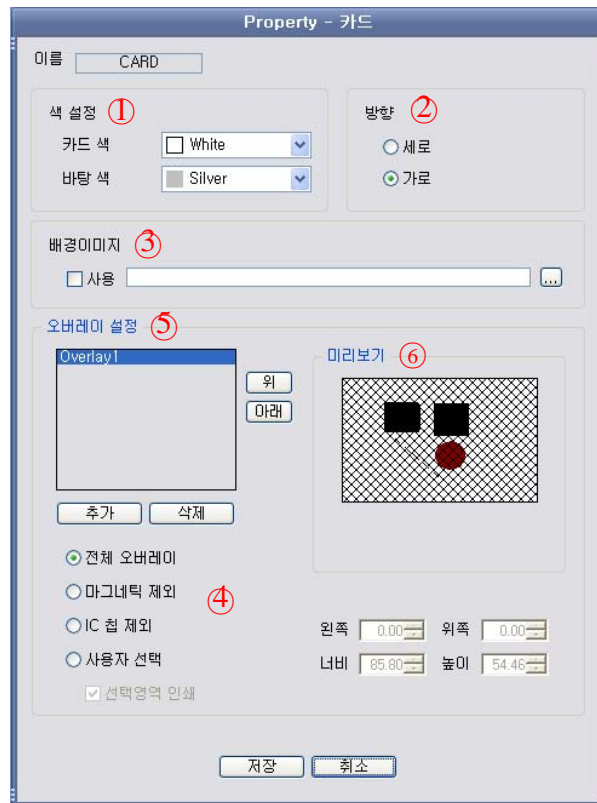 Property - 카드
이름 CARD
색 설정 ①
카드 색 White
바탕 색 Silver
방향 ②
세로
가로
배경이미지 ③
사용 ...
오버레이 설정 ⑤
Overlay1
위
아래
추가 삭제
미리보기 ⑥
전체 오버레이
마그네틱 제외
④
IC 칩 제외
사용자 선택
선택영역 인쇄
왼쪽 0.00 위쪽 0.00
너비 85.80 높이 54.46
저장 취소